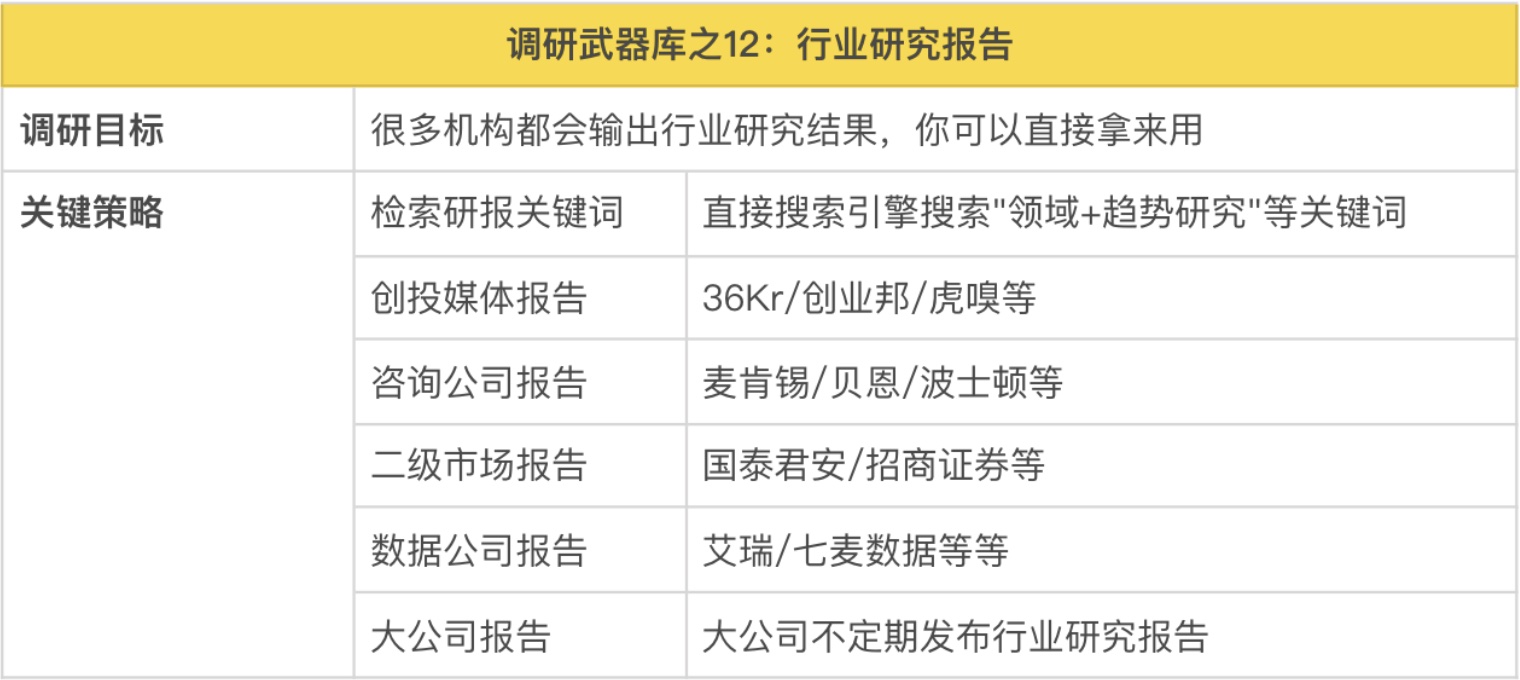 调研武器库之12：行业研究报告
调研目标 很多机构都会输出行业研究结果，你可以直接拿来用
关键策略 检索研报关键词 直接搜索引擎搜索"领域+趋势研究"等关键词
创投媒体报告 36Kr/创业邦/虎嗅等
咨询公司报告 麦肯锡/贝恩/波士顿等
二级市场报告 国泰君安/招商证券等
数据公司报告 艾瑞/七麦数据等等
大公司报告 大公司不定期发布行业研究报告